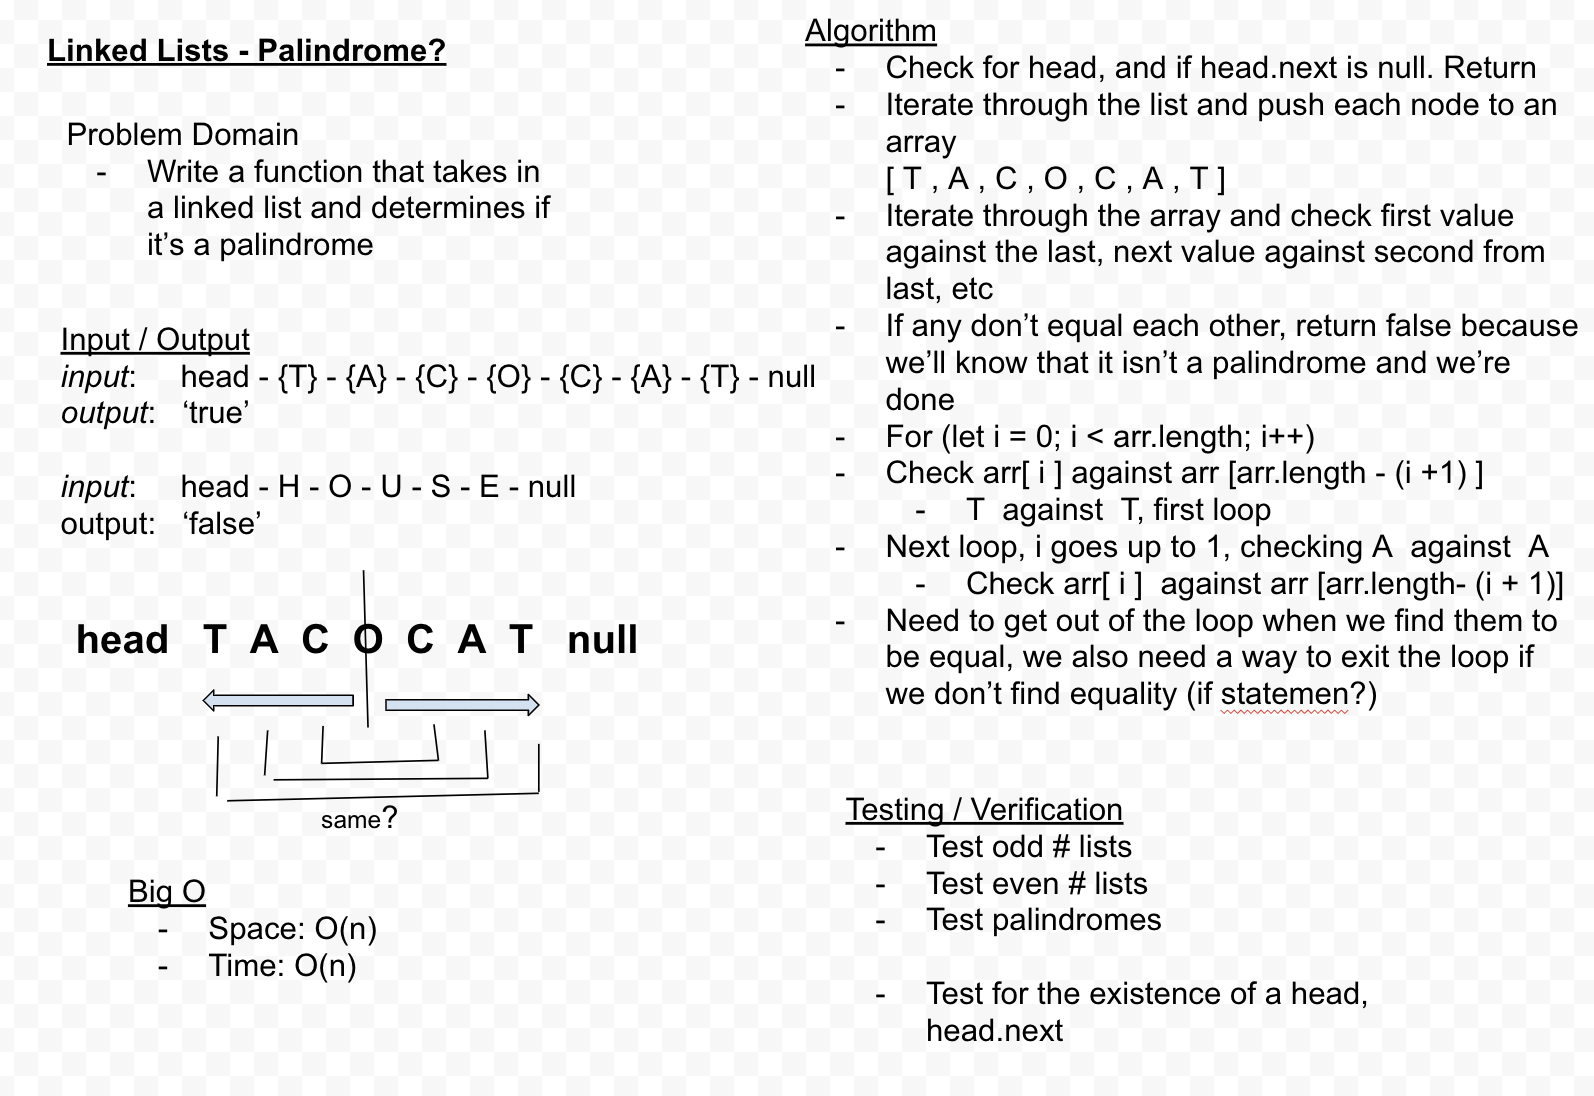 Linked Lists - Palindrome?
Problem Domain
- Write a function that takes in
a linked list and determines if
it’s a palindrome
Input / Output
input: head - {T} - {A} - {C} - {O} - {C} - {A} - {T} - null
output: ‘true’
input: head - H - O - U - S - E - null
output: ‘false’
head T A C O C A T null
same?
Big O
- Space: O(n)
- Time: O(n)
Algorithm
- Check for head, and if head.next is null. Return
- Iterate through the list and push each node to an
array
[ T , A , C , O , C , A , T ]
- Iterate through the array and check first value
against the last, next value against second from
last, etc
- If any don’t equal each other, return false because
we’ll know that it isn’t a palindrome and we’re
done
- For (let i = 0; i < arr.length; i++)
- Check arr[ i ] against arr [arr.length - (i +1) ]
- T against T, first loop
- Next loop, i goes up to 1, checking A against A
- Check arr[ i ] against arr [arr.length- (i + 1)]
- Need to get out of the loop when we find them to
be equal, we also need a way to exit the loop if
we don’t find equality (if statemen?)
Testing / Verification
- Test odd # lists
- Test even # lists
- Test palindromes
- Test for the existence of a head,
head.next